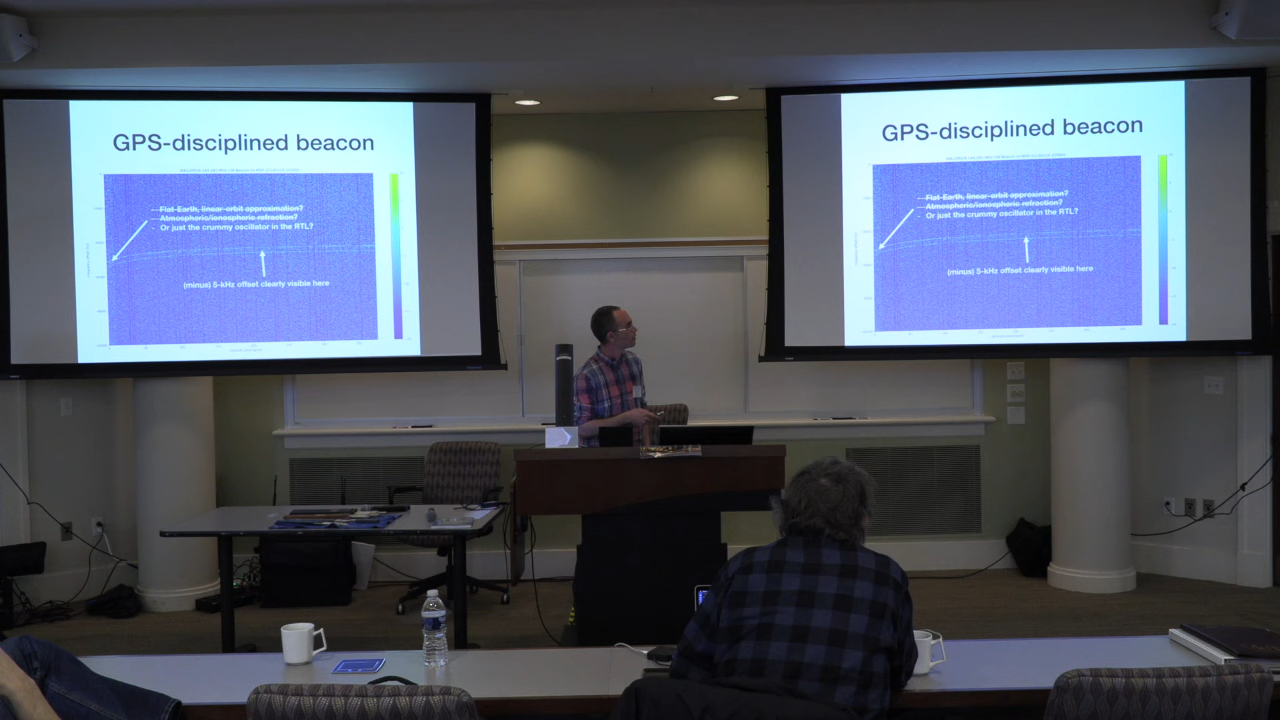 GPS-disciplined beacon
- Flat-Earth, linear-orbit approximation?
- Atmospheric/ionospheric refraction?
- Or just the crummy oscillator in the RTL?
(minus) 5-kHz offset clearly visible here
GPS-disciplined beacon
- Flat-Earth, linear-orbit approximation?
- Atmospheric/ionospheric refraction?
- Or just the crummy oscillator in the RTL?
(minus) 5-kHz offset clearly visible here